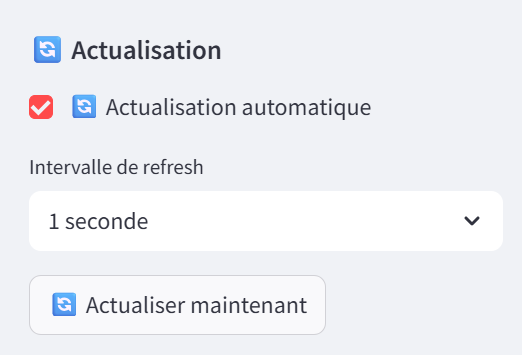 Actualisation
Actualisation automatique
Intervalle de refresh
1 seconde
Actualiser maintenant